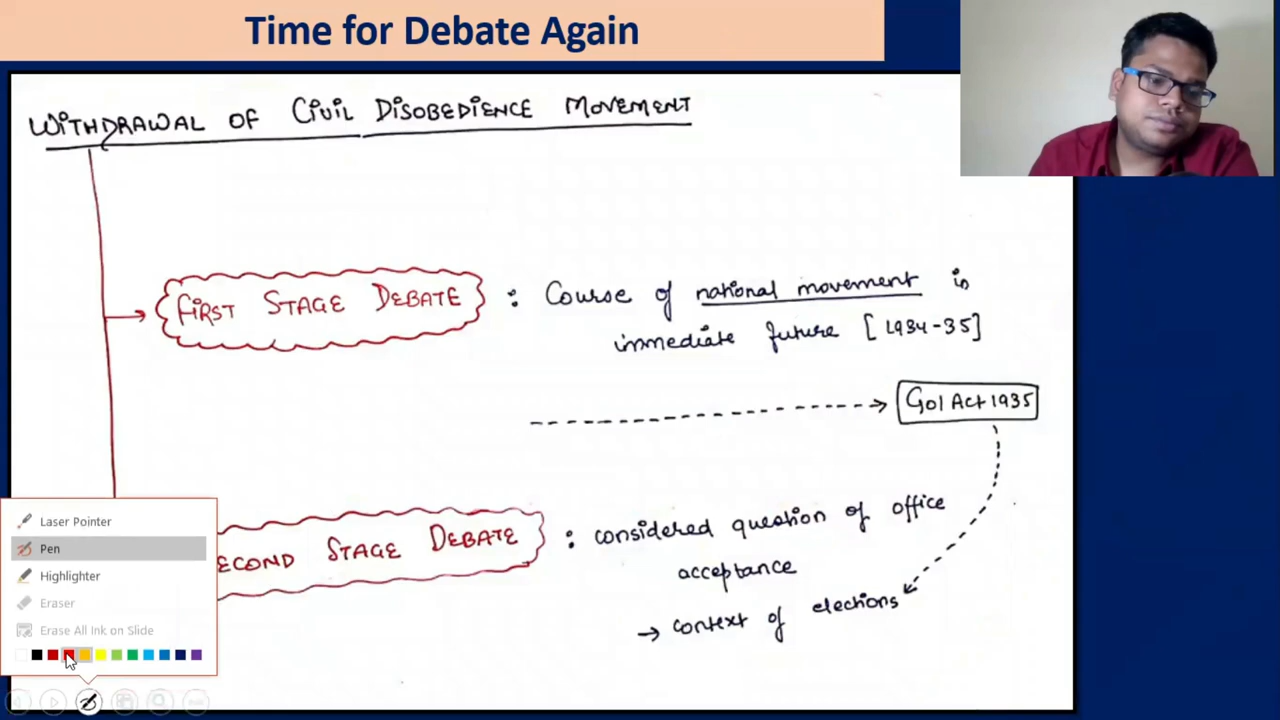 Time for Debate Again
WITHDRAWAL OF CIVIL DISOBEDIENCE MOVEMENT
FIRST STAGE DEBATE : Course of national movement in
immediate future [1934-35]
GOI Act 1935
SECOND STAGE DEBATE : considered question of office
acceptance
→ context of elections
Laser Pointer
Pen
Highlighter
Eraser
Erase All Ink on Slide